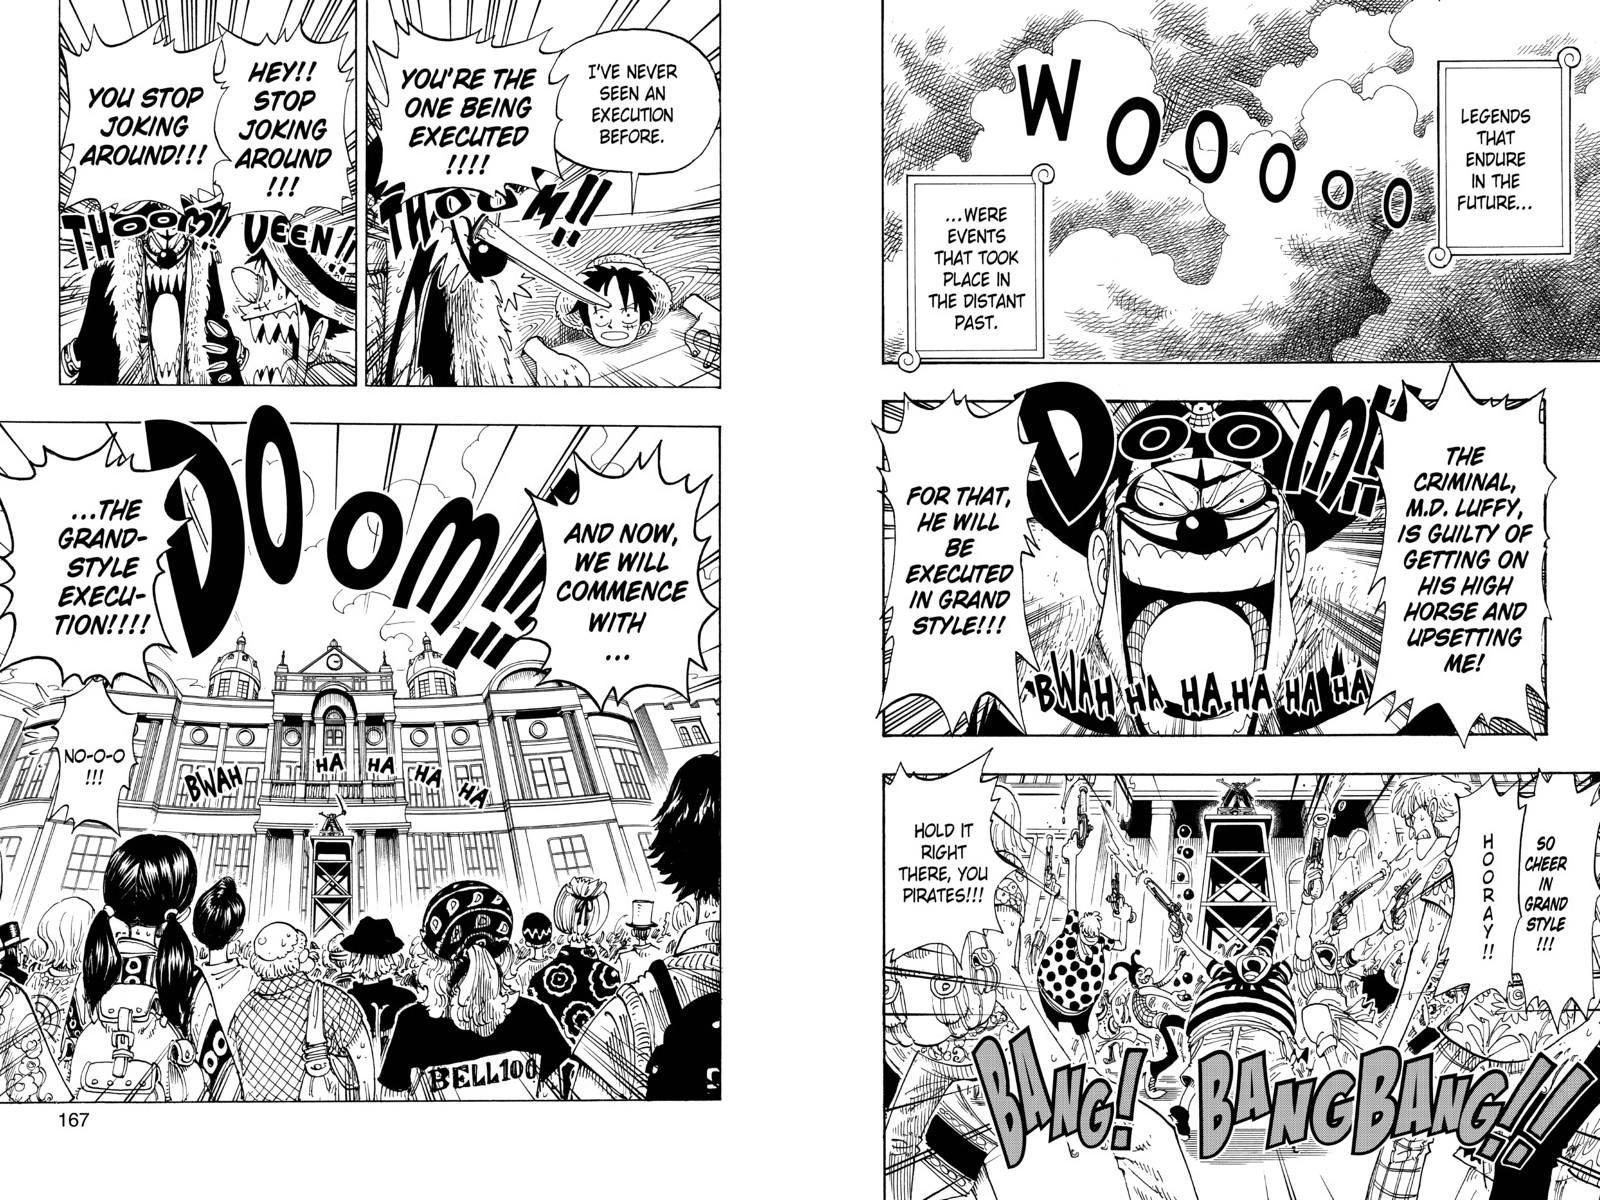 LEGENDS
THAT
ENDURE
IN THE
FUTURE...
WOOOOOO
...WERE
EVENTS
THAT TOOK
PLACE IN
THE DISTANT
PAST.
THE
CRIMINAL,
M.D. LUFFY,
IS GUILTY OF
GETTING ON
HIS HIGH
HORSE AND
UPSETTING
ME!
DOOM!!
FOR THAT,
HE WILL
BE
EXECUTED
IN GRAND
STYLE!!!
BWAH HA HA HA HA HA
SO
CHEER
IN
GRAND
STYLE
!!!
HOORAY!!
HOLD IT
RIGHT
THERE, YOU
PIRATES!!!
BANG! BANG BANG!!!
I'VE NEVER
SEEN AN
EXECUTION
BEFORE.
YOU'RE THE
ONE BEING
EXECUTED
!!!!
THOUM!!
HEY!!
STOP
JOKING
AROUND
!!!
VEEN!!
YOU STOP
JOKING
AROUND!!!
THOOM!!
AND NOW,
WE WILL
COMMENCE
WITH
...
DOOOM!!!
...THE
GRAND-
STYLE
EXECU-
TION!!!!
NO-O-O
!!!
BWAH HA HA HA HA
BELL100
167